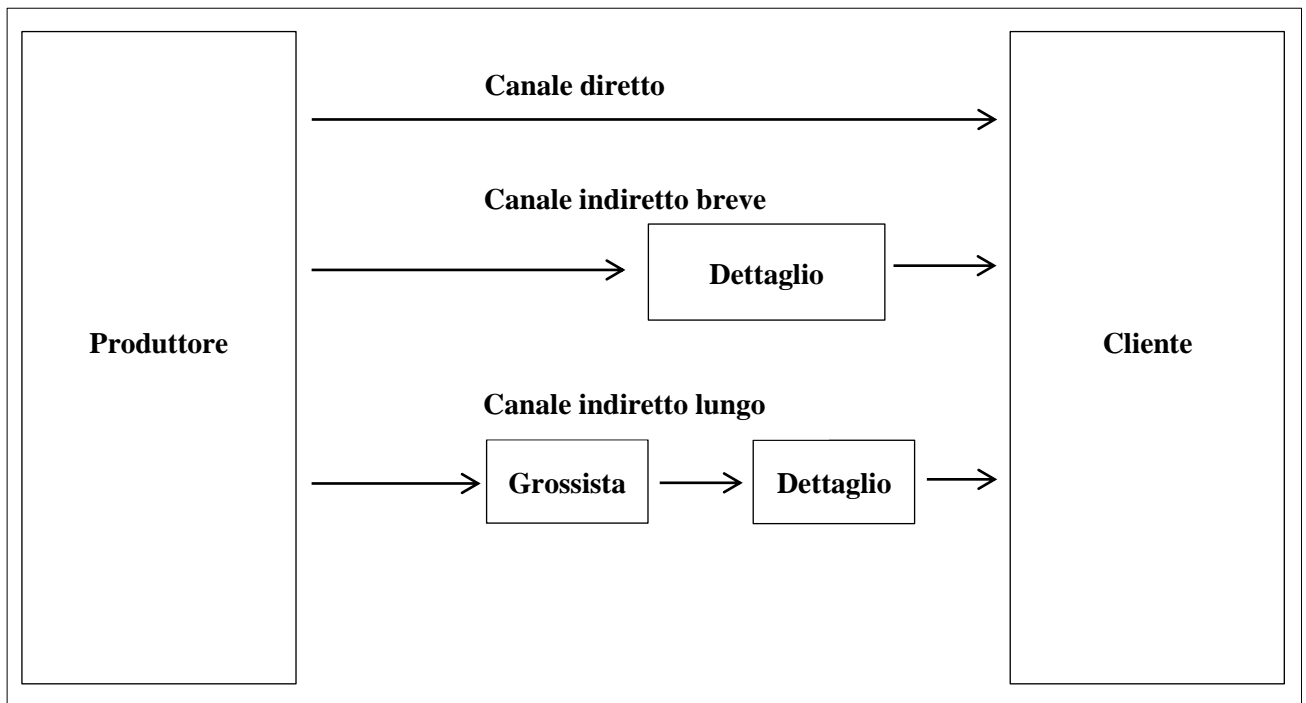 Canale diretto
Canale indiretto breve
Dettaglio
Produttore
Cliente
Canale indiretto lungo
Grossista
Dettaglio